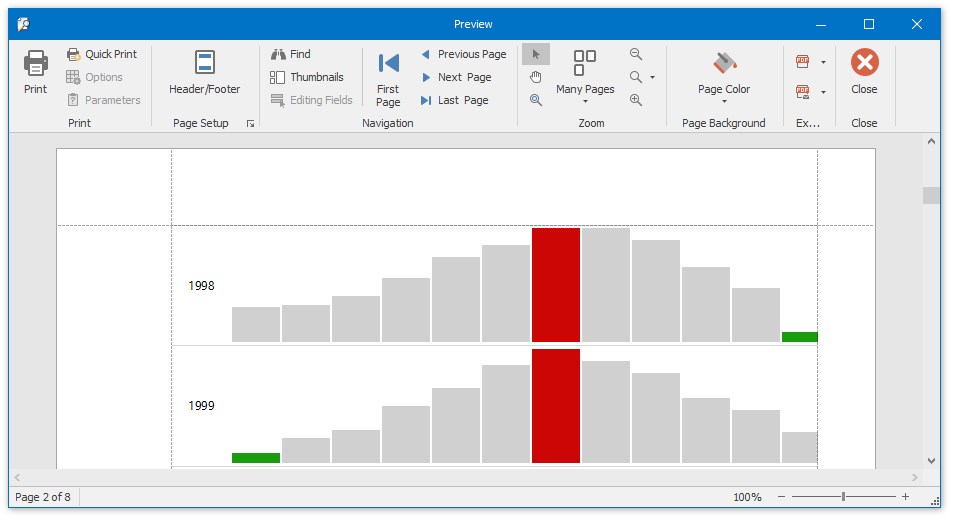 Preview
Print
Quick Print
Options
Parameters
Print
Header/Footer
Page Setup
Find
Thumbnails
Editing Fields
First
Page
Previous Page
Next Page
Last Page
Navigation
Many Pages
Zoom
Page Color
Page Background
PDF
PDF
Ex...
Close
Close
1998
1999
Page 2 of 8
100%